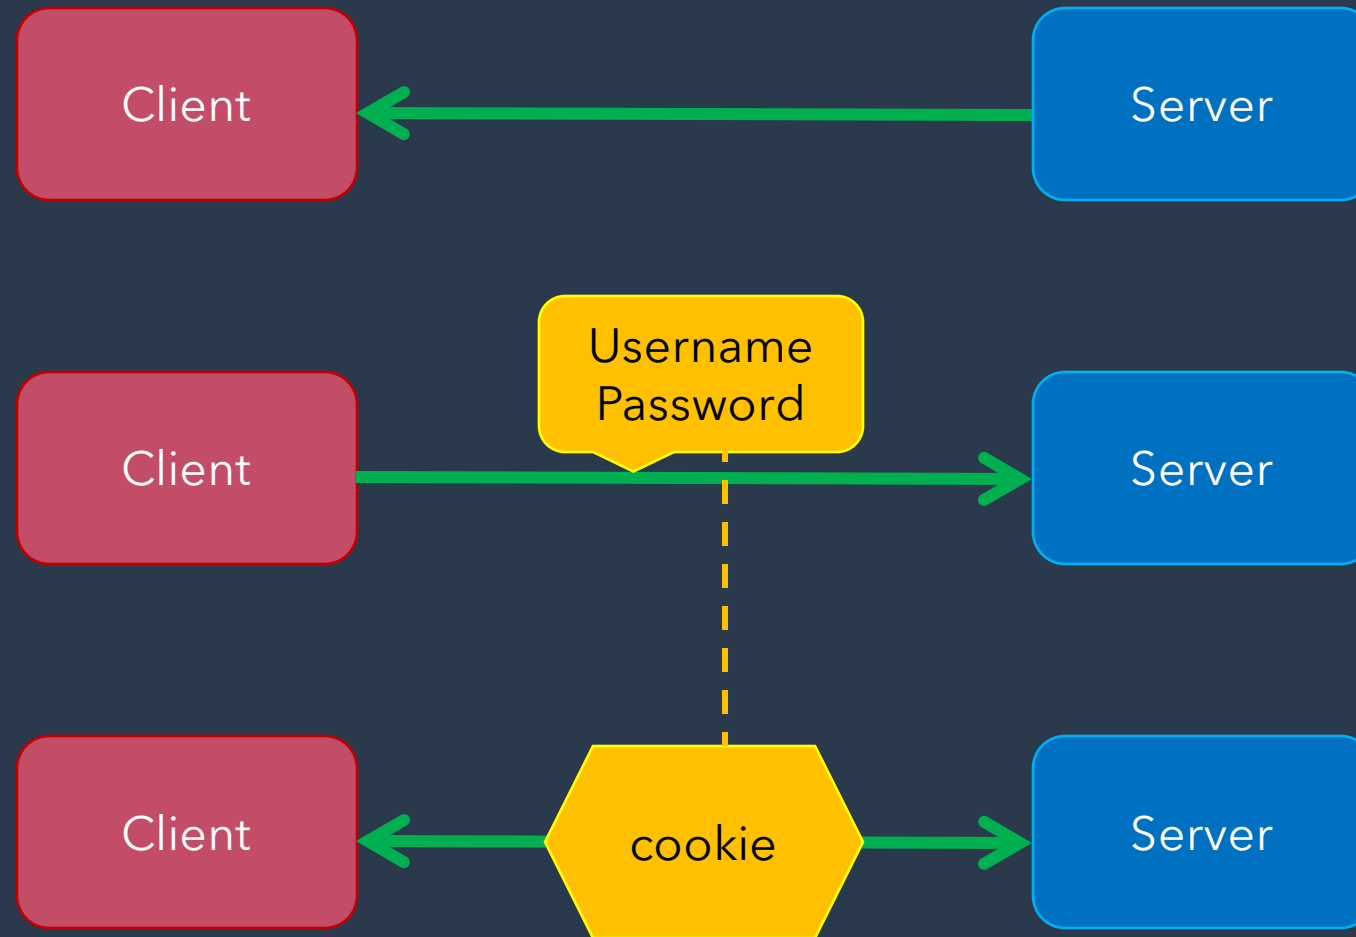 Client
Server
Username
Password
Client
Server
Client
cookie
Server